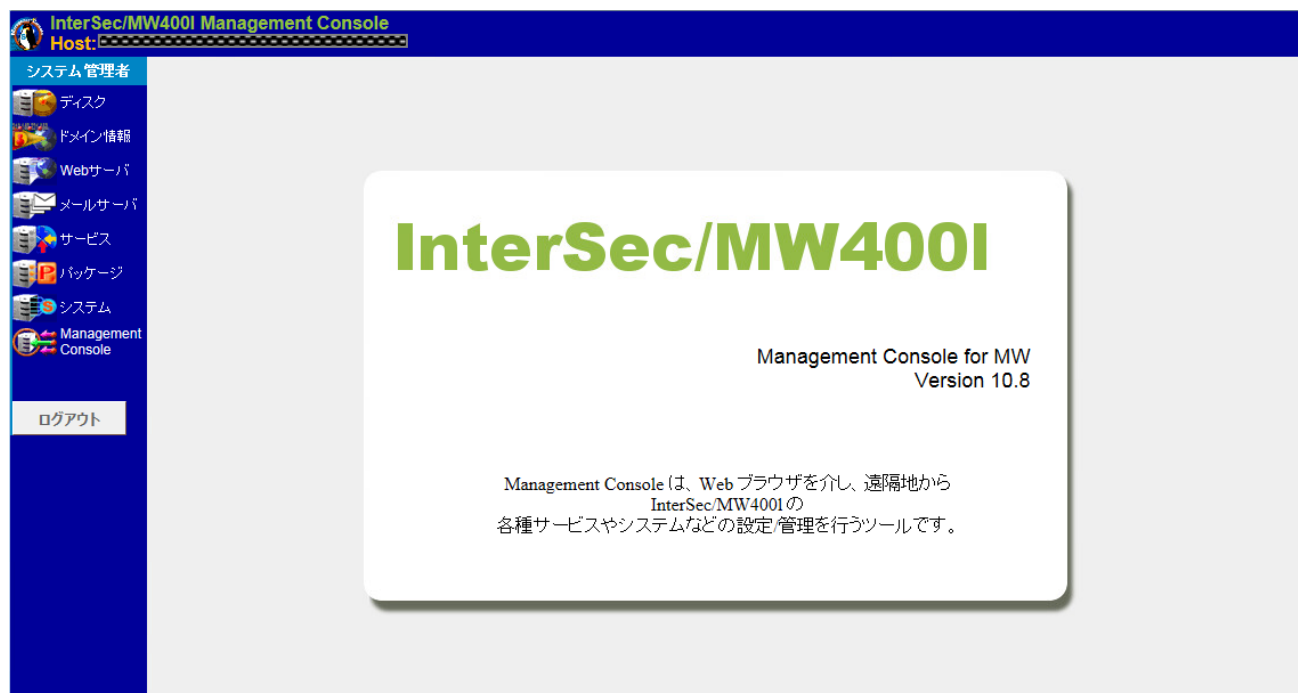 InterSec/MW400I Management Console
Host:
システム管理者
ディスク
ドメイン情報
Webサーバ
メールサーバ
サービス
パッケージ
システム
Management
Console
ログアウト
InterSec/MW400I
Management Console for MW
Version 10.8
Management Console は、Web ブラウザを介し、遠隔地から
InterSec/MW400I の
各種サービスやシステムなどの設定/管理を行うツールです。